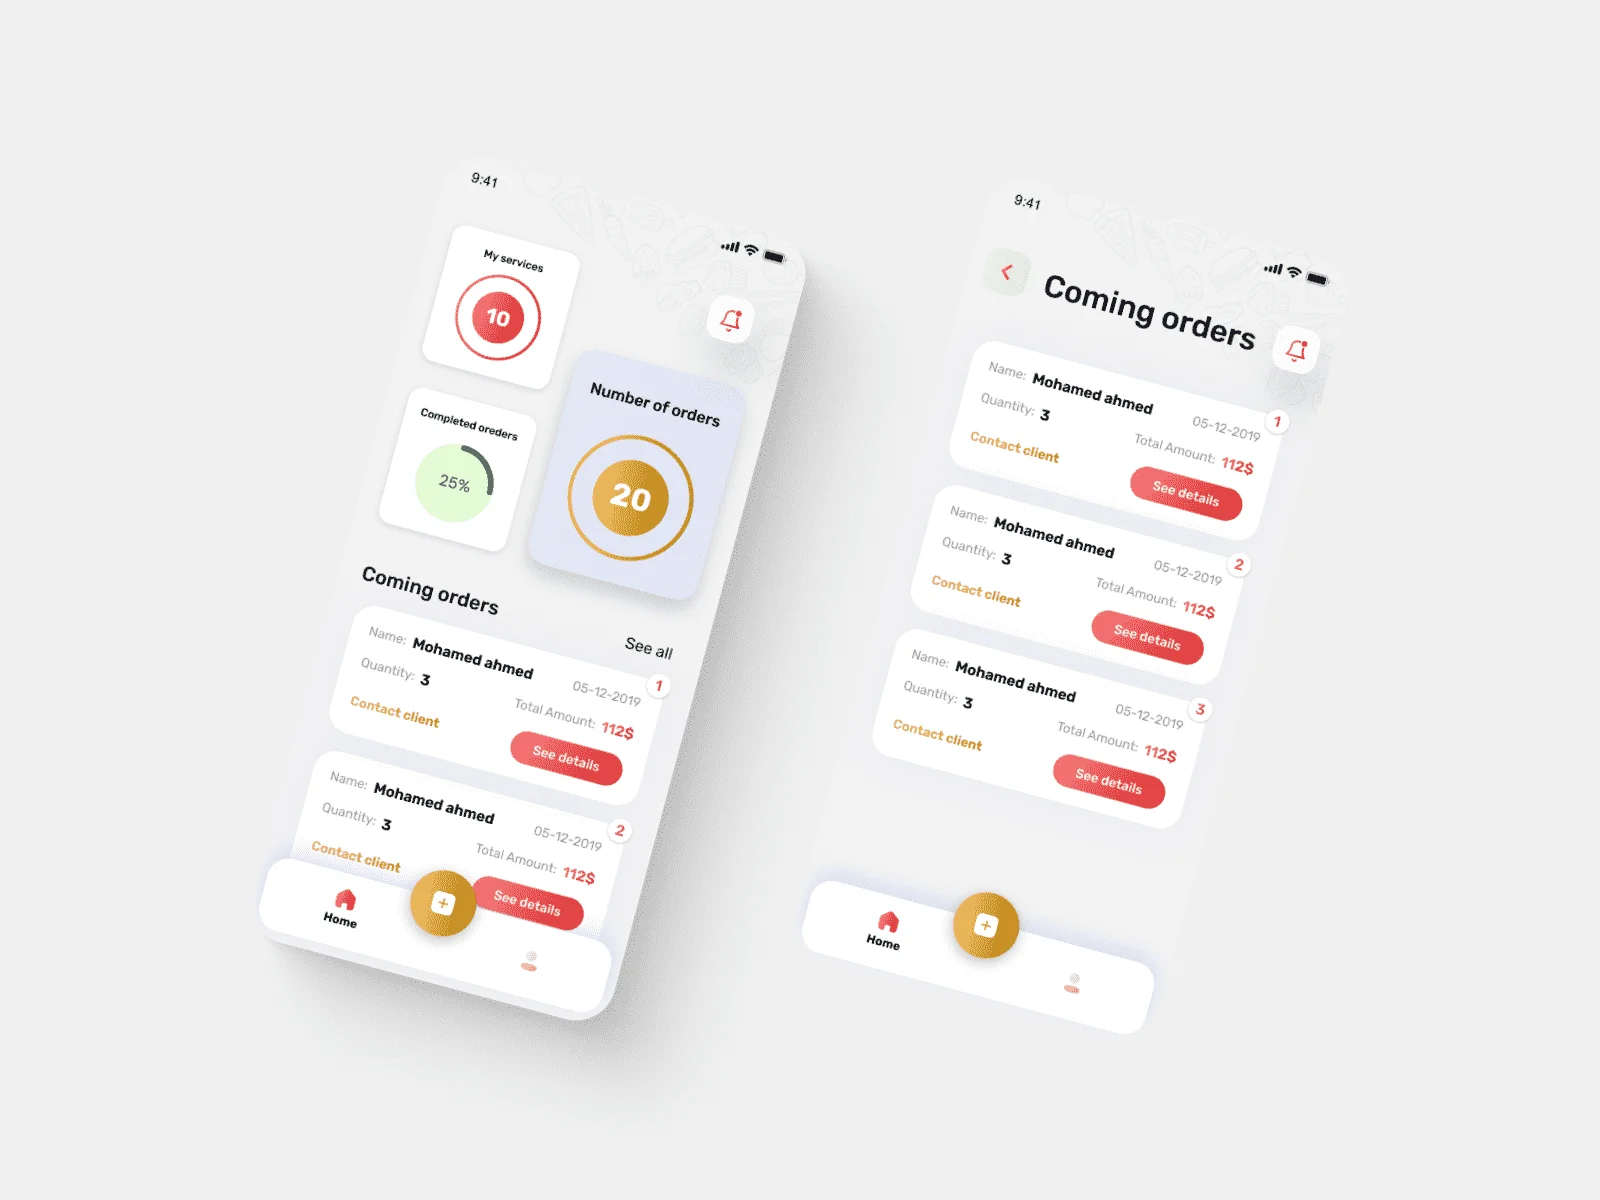 9:41
My services
10
Number of orders
20
Completed oreders
25%
Coming orders
See all
Name: Mohamed ahmed
05-12-2019
1
Quantity: 3
Total Amount: 112$
Contact client
See details
Name: Mohamed ahmed
05-12-2019
2
Quantity: 3
Total Amount: 112$
Contact client
See details
Home
9:41
Coming orders
Name: Mohamed ahmed
05-12-2019
1
Quantity: 3
Total Amount: 112$
Contact client
See details
Name: Mohamed ahmed
05-12-2019
2
Quantity: 3
Total Amount: 112$
Contact client
See details
Name: Mohamed ahmed
05-12-2019
3
Quantity: 3
Total Amount: 112$
Contact client
See details
Home